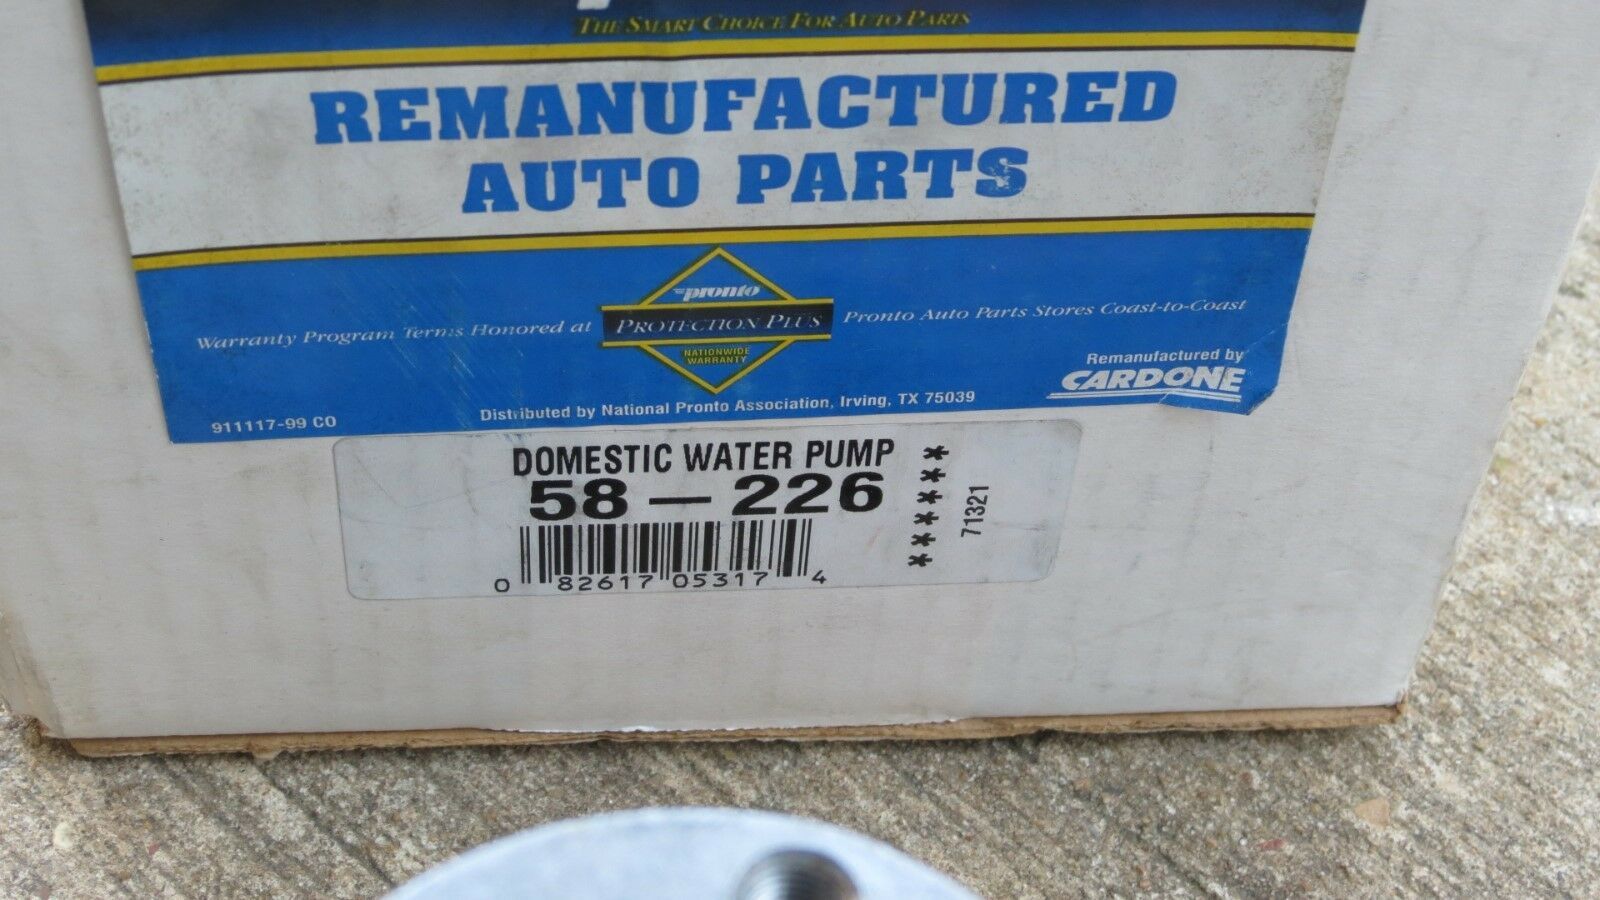 THE SMART CHOICE FOR AUTO PARTS
REMANUFACTURED
AUTO PARTS
pronto
PROTECTION PLUS
NATIONWIDE
WARRANTY
Warranty Program Terms Honored at
Pronto Auto Parts Stores Coast-to-Coast
Remanufactured by
CARDONE
911117-99 CO
Distributed by National Pronto Association, Irving, TX 75039
DOMESTIC WATER PUMP
58-226
******
71321
0 82617 05317 4